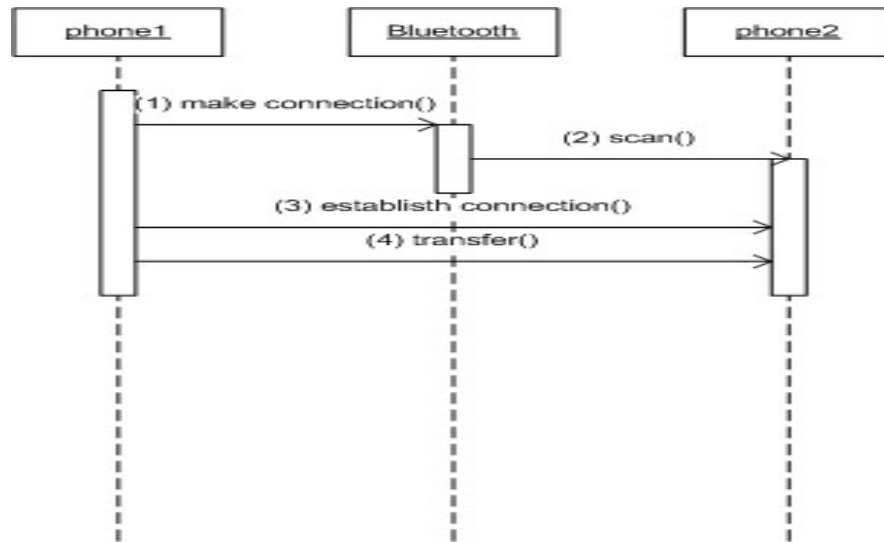 phone1
Bluetooth
phone2
(1) make connection()
(2) scan()
(3) establisth connection()
(4) transfer()